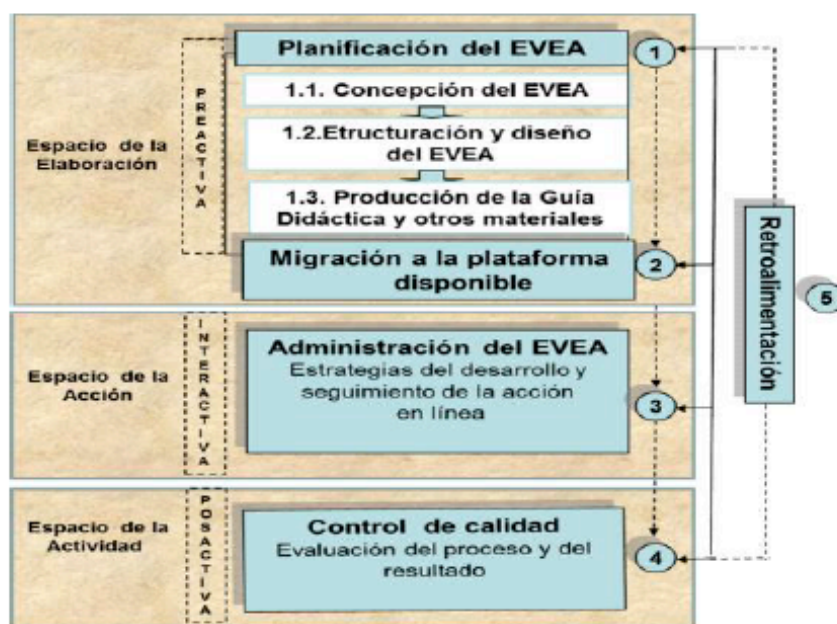 Planificación del EVEA
1
1.1. Concepción del EVEA
1.2.Etructuración y diseño
del EVEA
1.3. Producción de la Guía
Didáctica y otros materiales
Migración a la plataforma
disponible
2
Espacio de la
Elaboración
PREACTIVA
Administración del EVEA
Estrategias del desarrollo y
seguimiento de la acción
en línea
3
Espacio de la
Acción
INTERACTIVA
Control de calidad
Evaluación del proceso y del
resultado
4
Espacio de la
Actividad
POSACTIVA
Retroalimentación
5